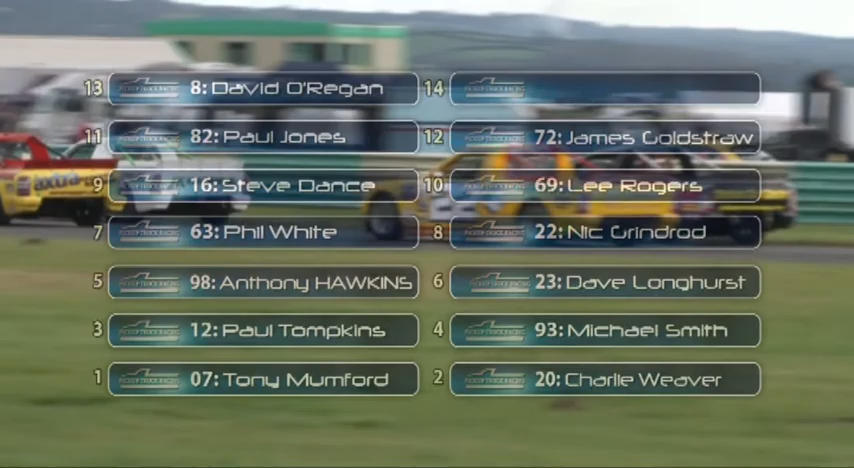 13 8: David O'Regan 14
11 82: Paul Jones 12 72: James Goldstraw
9 16: Steve Dance 10 69: Lee Rogers
7 63: Phil White 8 22: Nic Grindrod
5 98: Anthony HAWKINS 6 23: Dave Longhurst
3 12: Paul Tompkins 4 93: Michael Smith
1 07: Tony Mumford 2 20: Charlie Weaver